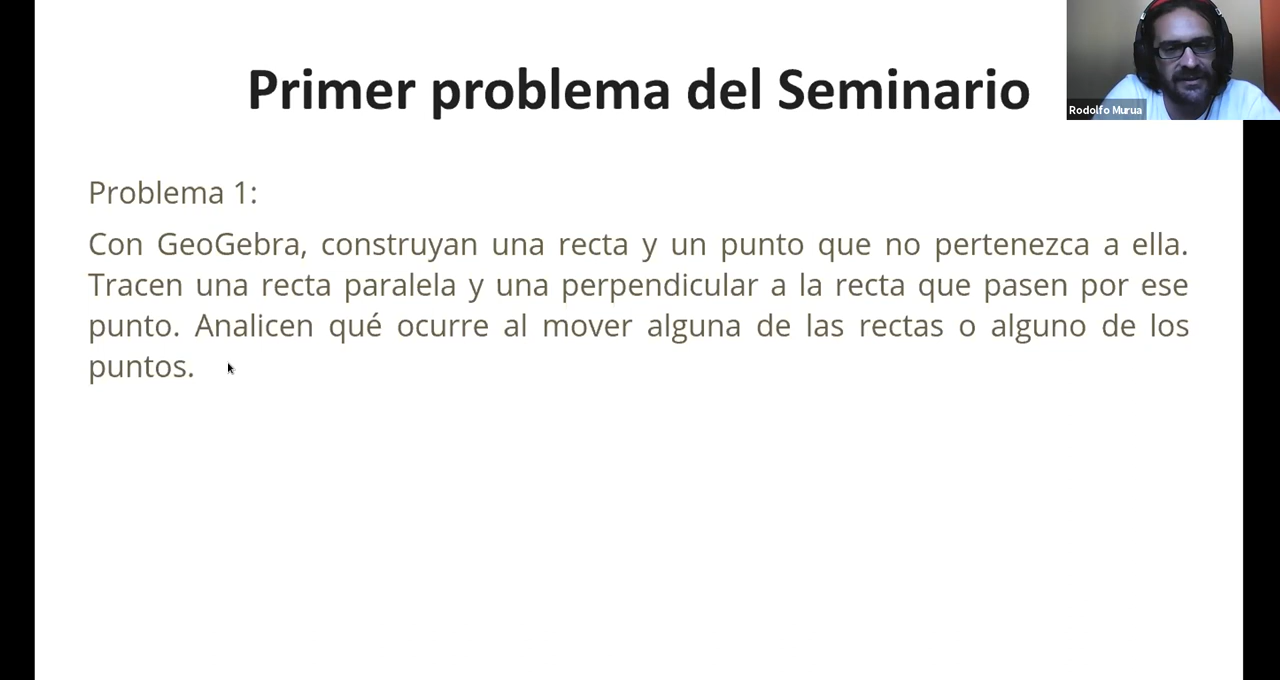 Primer problema del Seminario
Rodolfo Murua
Problema 1:
Con GeoGebra, construyan una recta y un punto que no pertenezca a ella.
Tracen una recta paralela y una perpendicular a la recta que pasen por ese
punto. Analicen qué ocurre al mover alguna de las rectas o alguno de los
puntos.